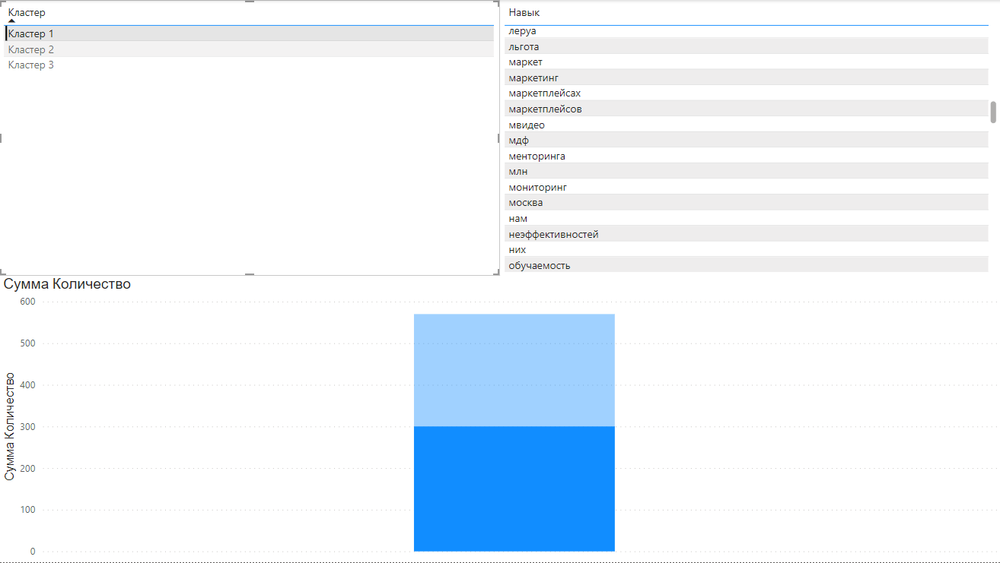 Кластер
Кластер 1
Кластер 2
Кластер 3
Навык
леруа
льгота
маркет
маркетинг
маркетплейсах
маркетплейсов
мвидео
мдф
менторинга
млн
мониторинг
москва
нам
неэффективностей
них
обучаемость
Сумма Количество
Сумма Количество
600
500
400
300
200
100
0